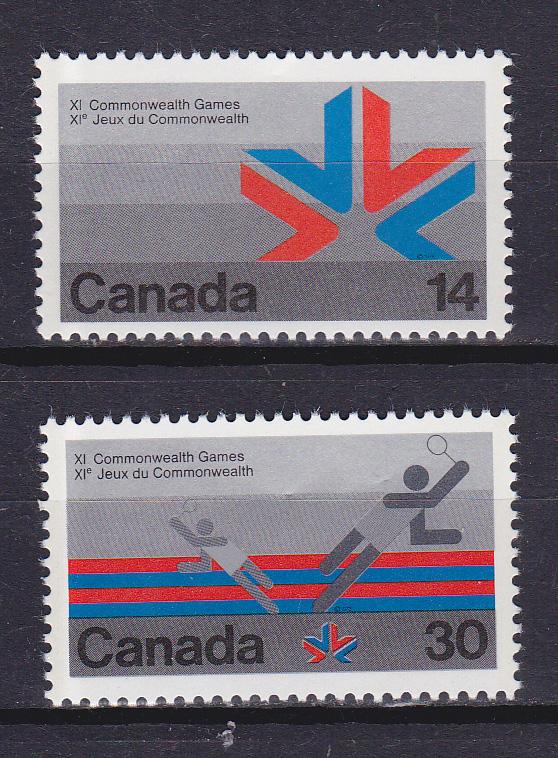 XI Commonwealth Games
XIe Jeux du Commonwealth
Canada 14
XI Commonwealth Games
XIe Jeux du Commonwealth
Canada 30